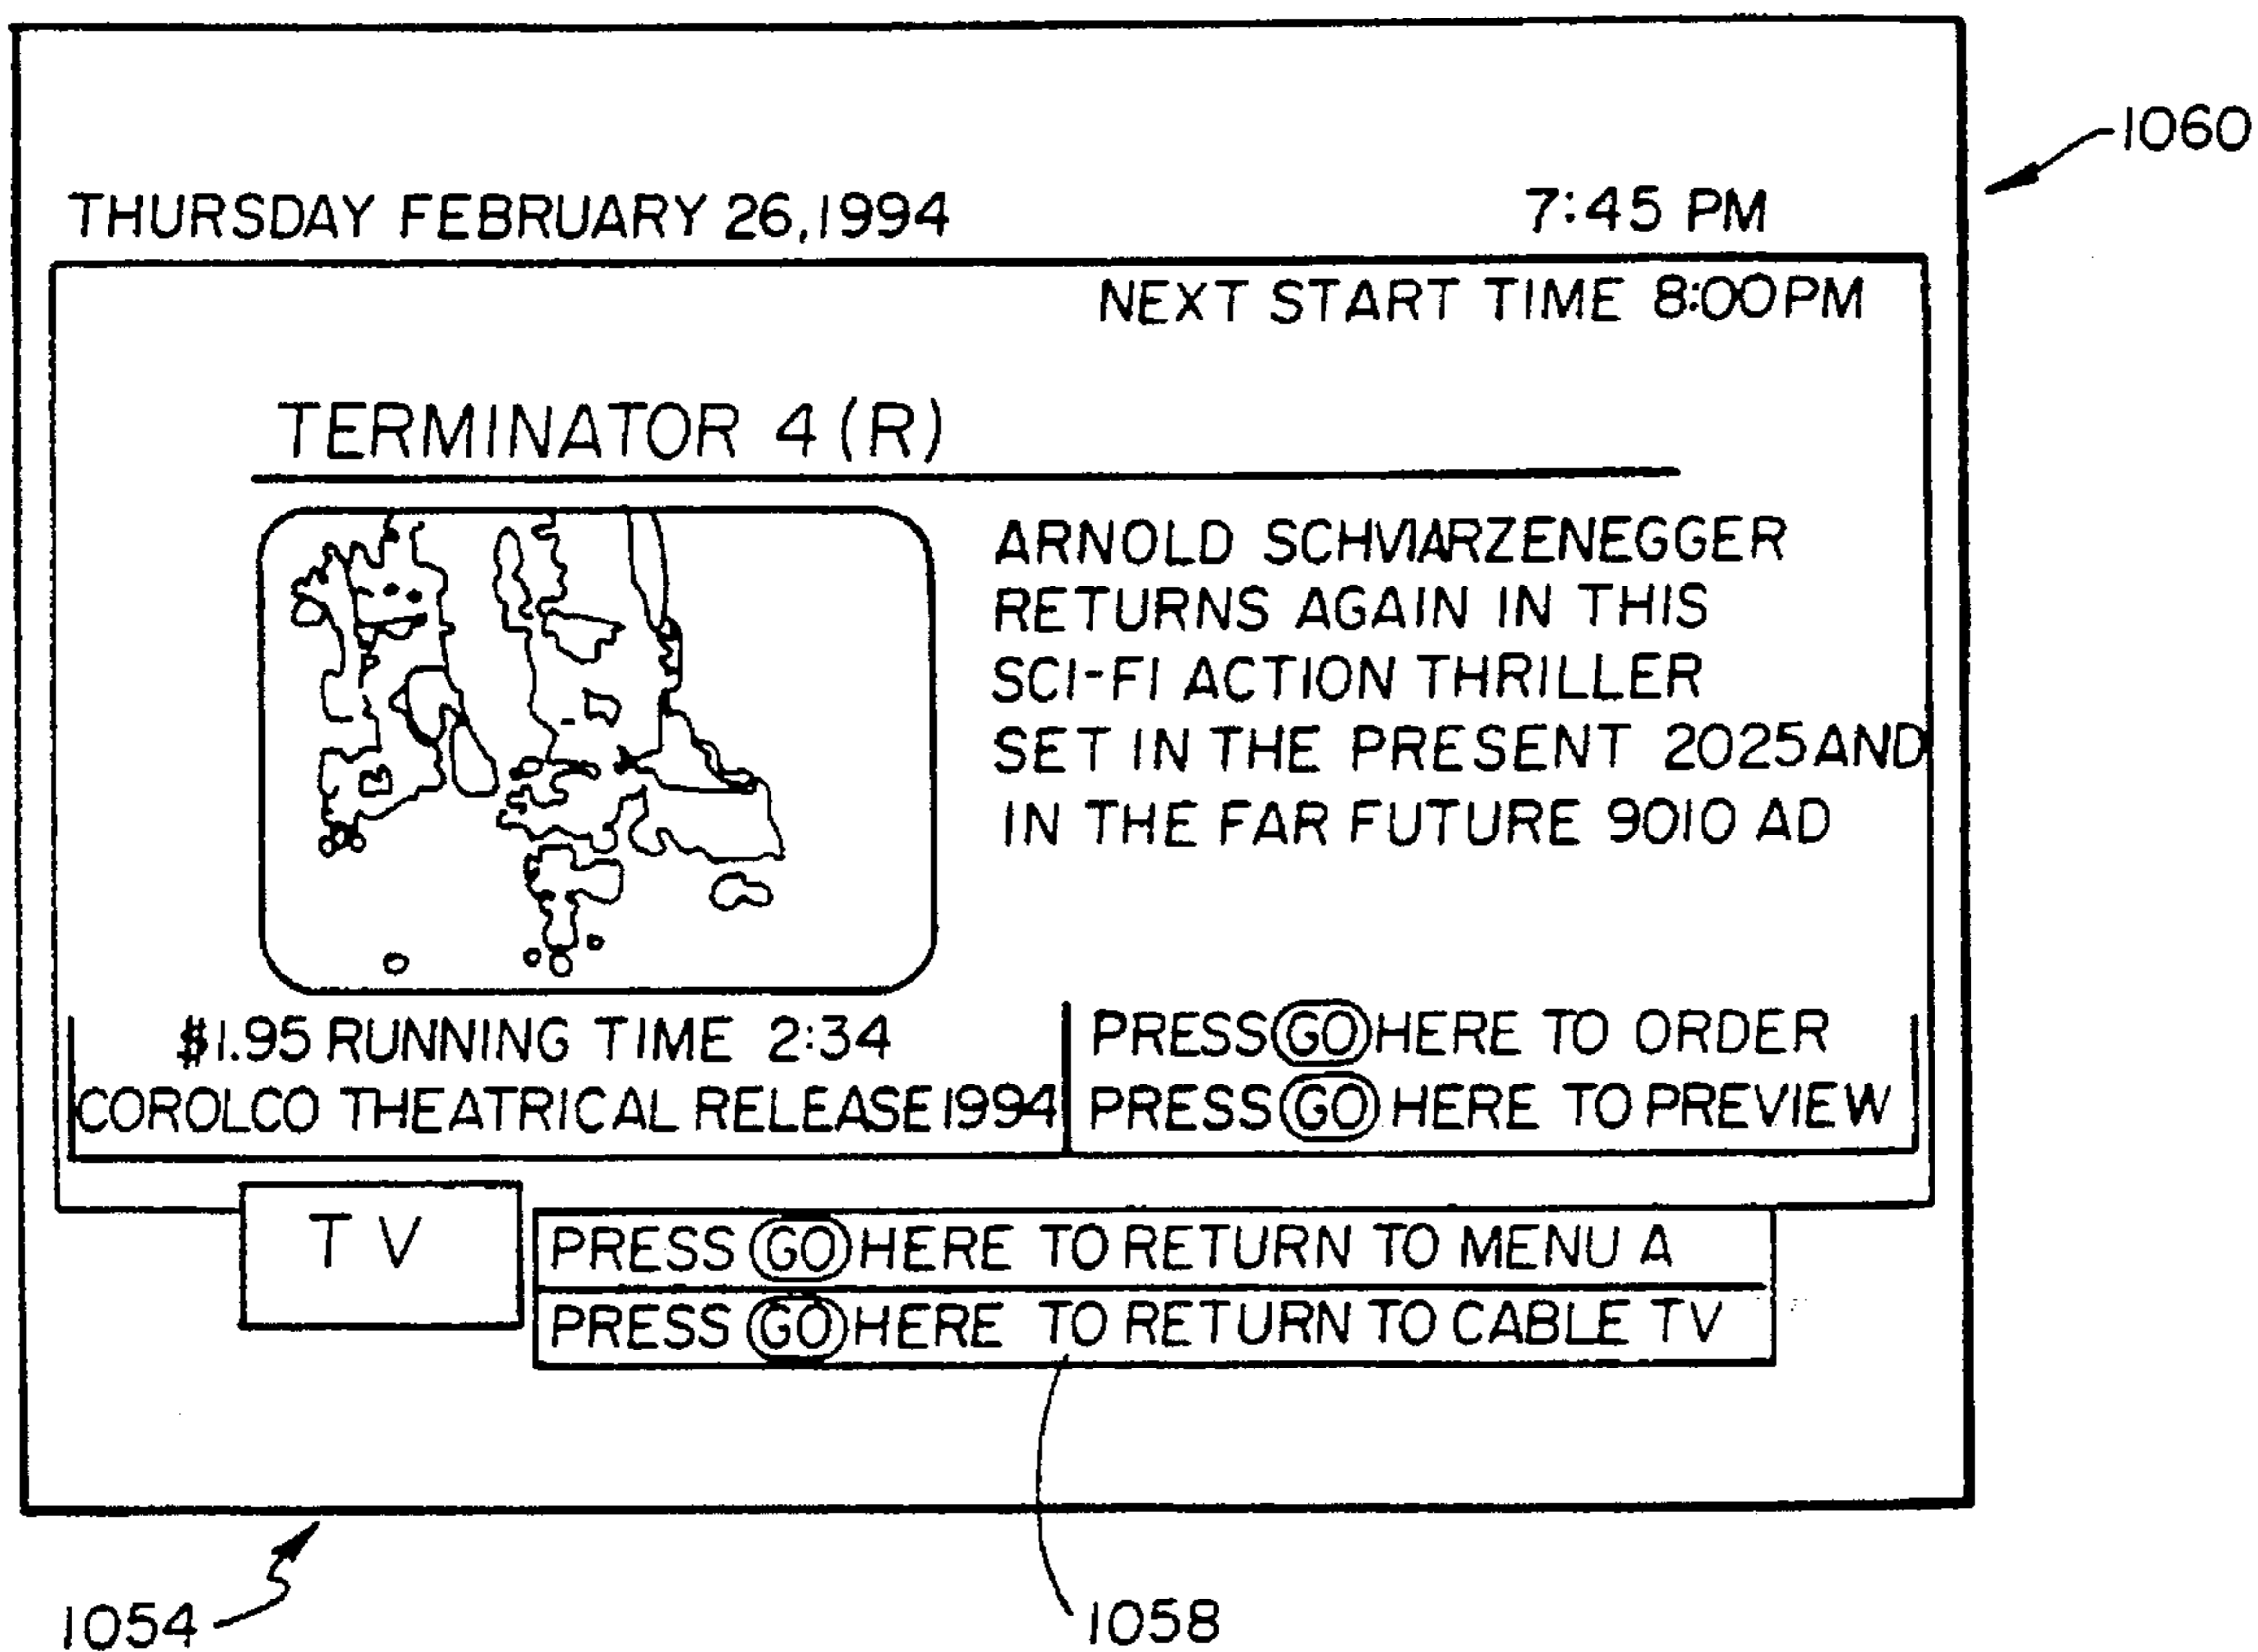 1060
THURSDAY FEBRUARY 26,1994 7:45 PM
NEXT START TIME 8:00PM
TERMINATOR 4 (R)
ARNOLD SCHVIARZENEGGER
RETURNS AGAIN IN THIS
SCI-FI ACTION THRILLER
SET IN THE PRESENT 2025 AND
IN THE FAR FUTURE 9010 AD
$1.95 RUNNING TIME 2:34
COROLCO THEATRICAL RELEASE 1994
PRESS GO HERE TO ORDER
PRESS GO HERE TO PREVIEW
TV
PRESS GO HERE TO RETURN TO MENU A
PRESS GO HERE TO RETURN TO CABLE TV
1054
1058